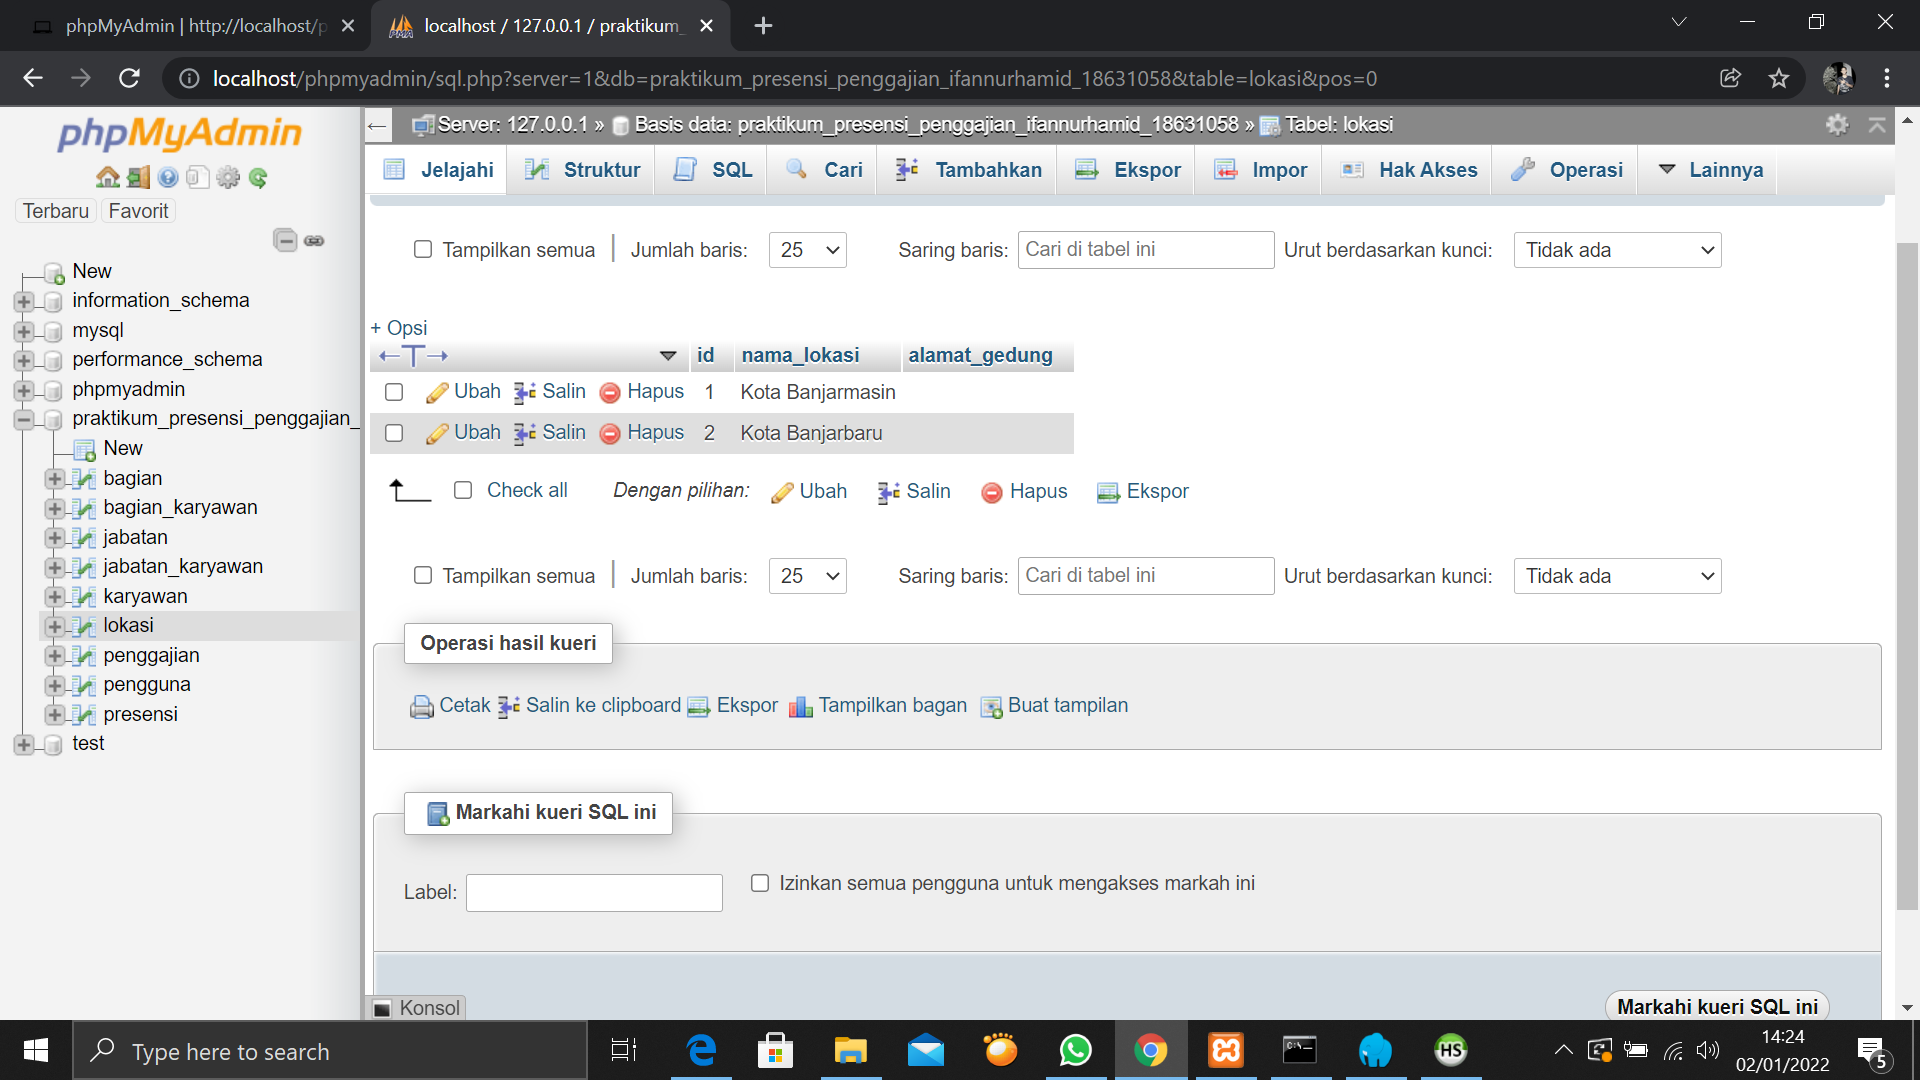 phpMyAdmin | http://localhost/p
localhost / 127.0.0.1 / praktikum_
localhost/phpmyadmin/sql.php?server=1&db=praktikum_presensi_penggajian_ifannurhamid_18631058&table=lokasi&pos=0
phpMyAdmin
Terbaru Favorit
New
information_schema
mysql
performance_schema
phpmyadmin
praktikum_presensi_penggajian_
New
bagian
bagian_karyawan
jabatan
jabatan_karyawan
karyawan
lokasi
penggajian
pengguna
presensi
test
Server: 127.0.0.1 » Basis data: praktikum_presensi_penggajian_ifannurhamid_18631058 » Tabel: lokasi
Jelajahi Struktur SQL Cari Tambahkan Ekspor Impor Hak Akses Operasi Lainnya
Tampilkan semua Jumlah baris: 25 Saring baris: Cari di tabel ini Urut berdasarkan kunci: Tidak ada
+ Opsi
←T→ id nama_lokasi alamat_gedung
Ubah Salin Hapus 1 Kota Banjarmasin
Ubah Salin Hapus 2 Kota Banjarbaru
Check all Dengan pilihan: Ubah Salin Hapus Ekspor
Tampilkan semua Jumlah baris: 25 Saring baris: Cari di tabel ini Urut berdasarkan kunci: Tidak ada
Operasi hasil kueri
Cetak Salin ke clipboard Ekspor Tampilkan bagan Buat tampilan
Markahi kueri SQL ini
Label: Izinkan semua pengguna untuk mengakses markah ini
Konsol
Markahi kueri SQL ini
Type here to search
HS
14:24
02/01/2022
5